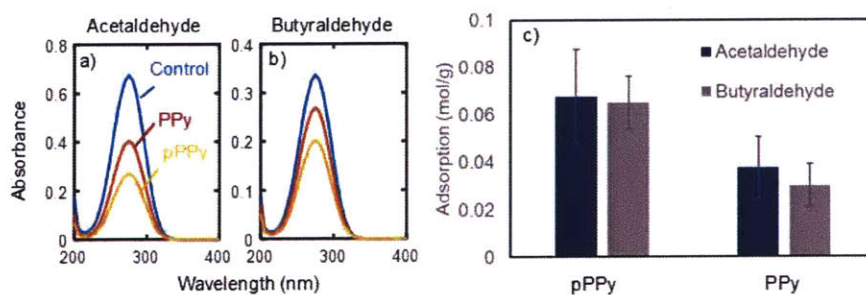 Acetaldehyde
Butyraldehyde
a)
Control
PPy
pPPy
b)
Absorbance
0.8
0.6
0.4
0.2
0
0.4
0.3
0.2
0.1
0
200 300 400
200 300 400
Wavelength (nm)
c)
Acetaldehyde
Butyraldehyde
Adsorption (mol/g)
0.1
0.08
0.06
0.04
0.02
0
pPPy
PPy